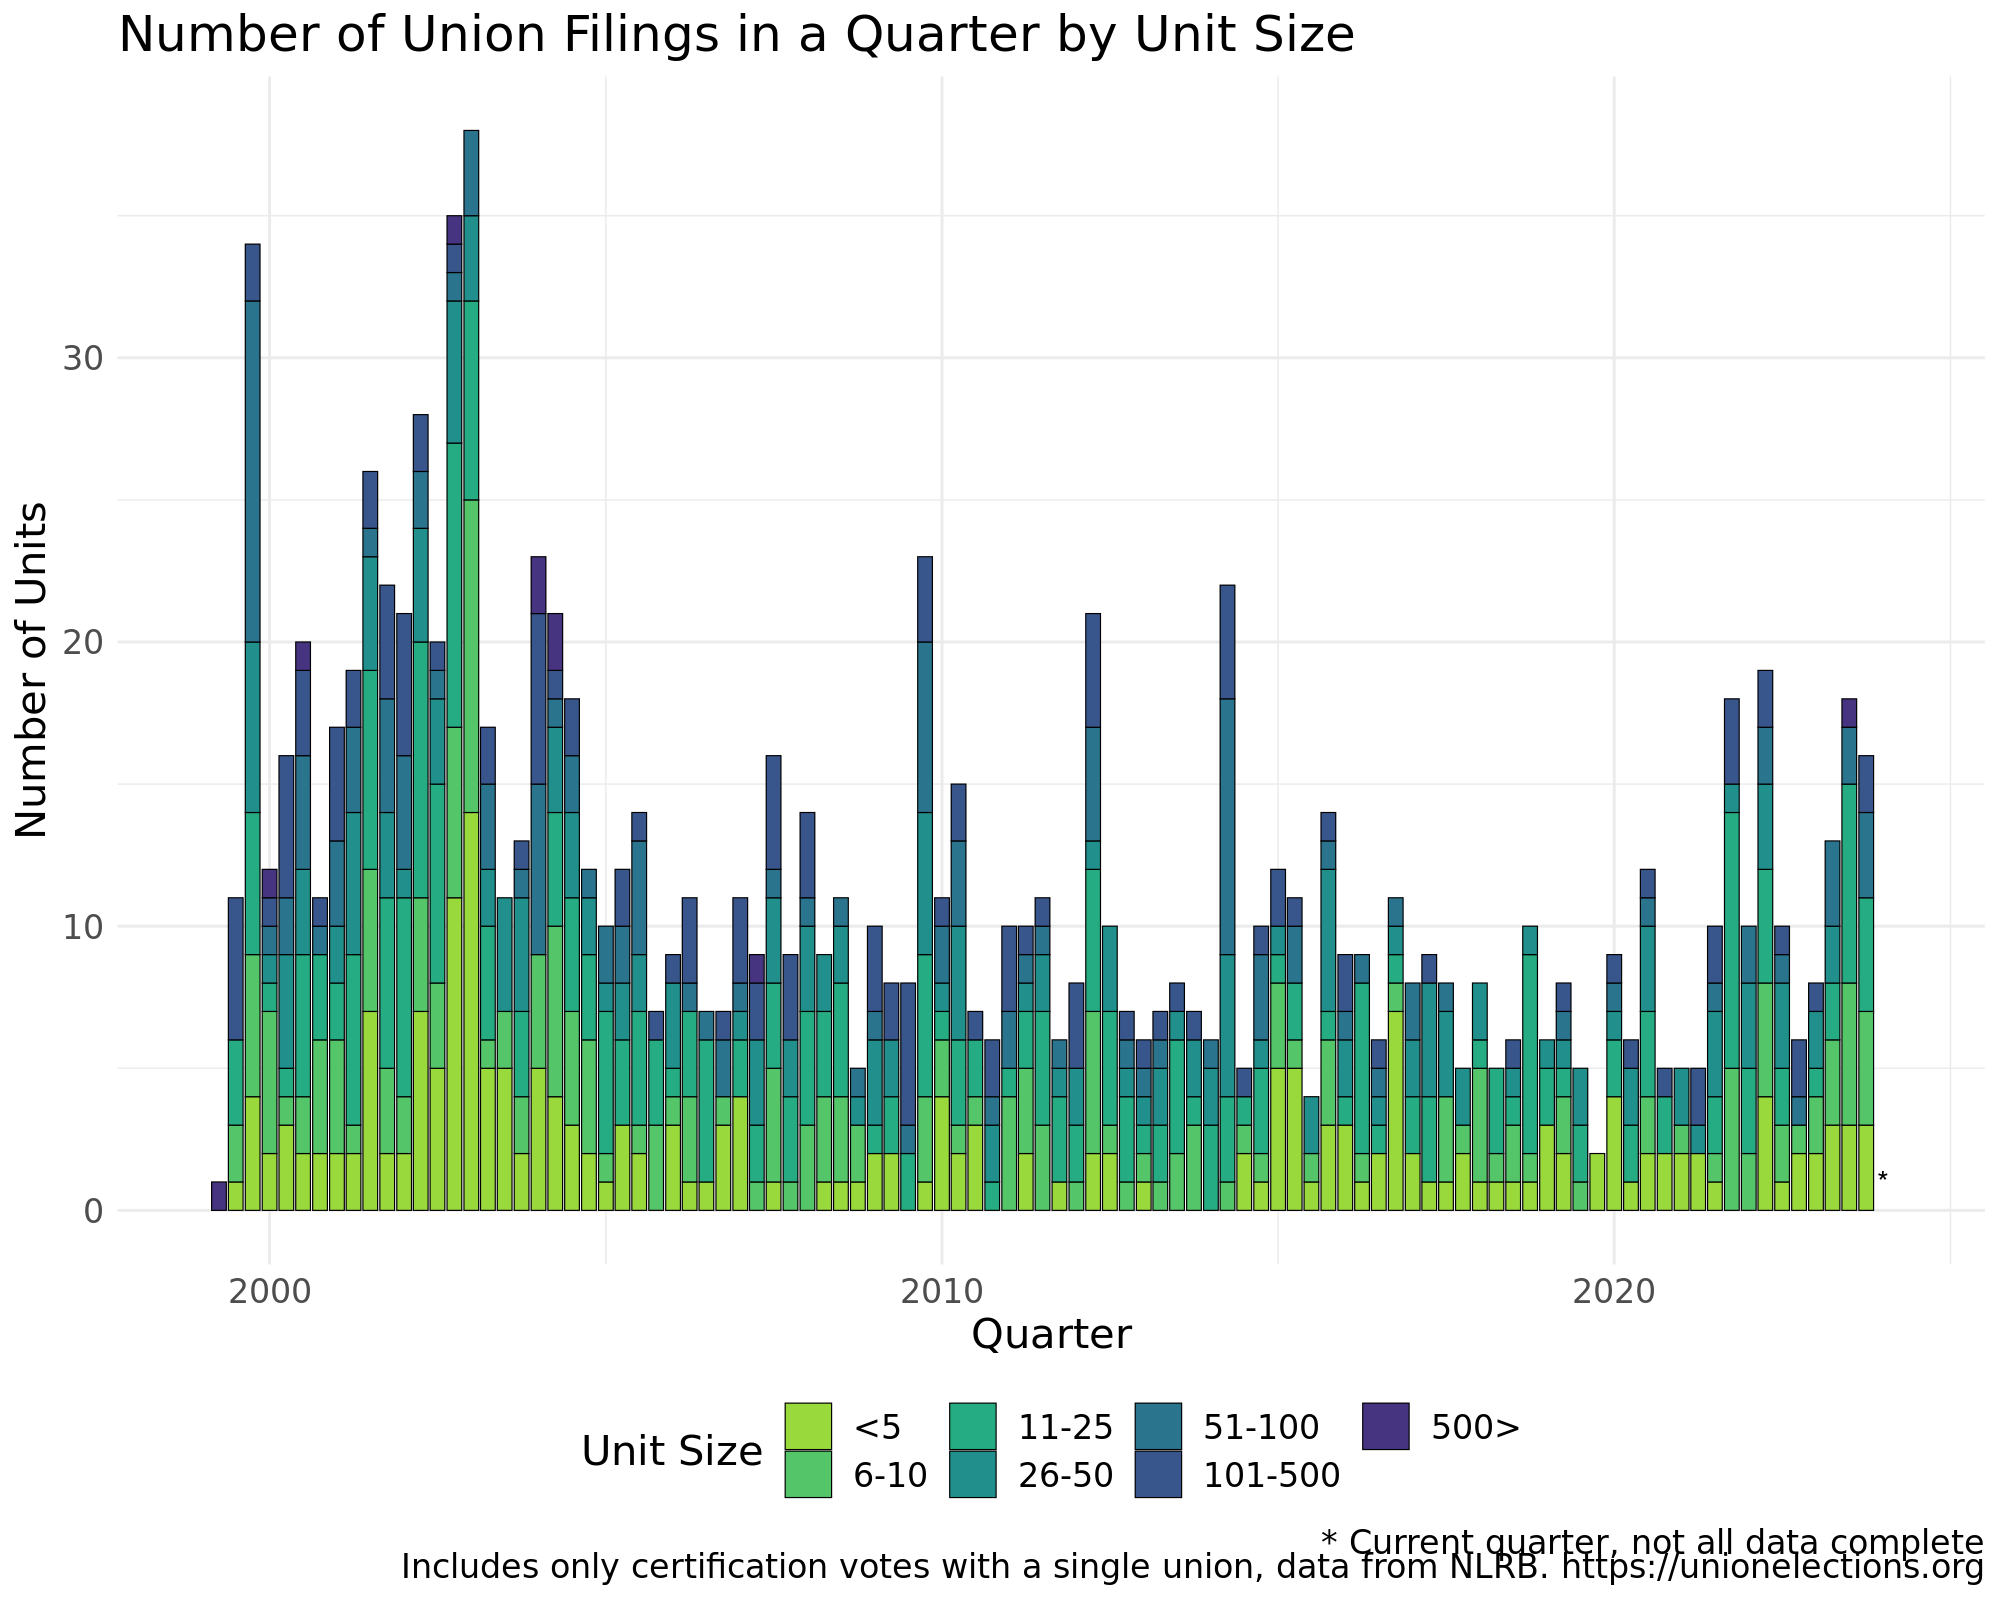 Number of Union Filings in a Quarter by Unit Size
Number of Units
30
20
10
0
*
2000 2010 2020
Quarter
Unit Size
<5 11-25 51-100 500>
6-10 26-50 101-500
* Current quarter, not all data complete
Includes only certification votes with a single union, data from NLRB. https://unionelections.org